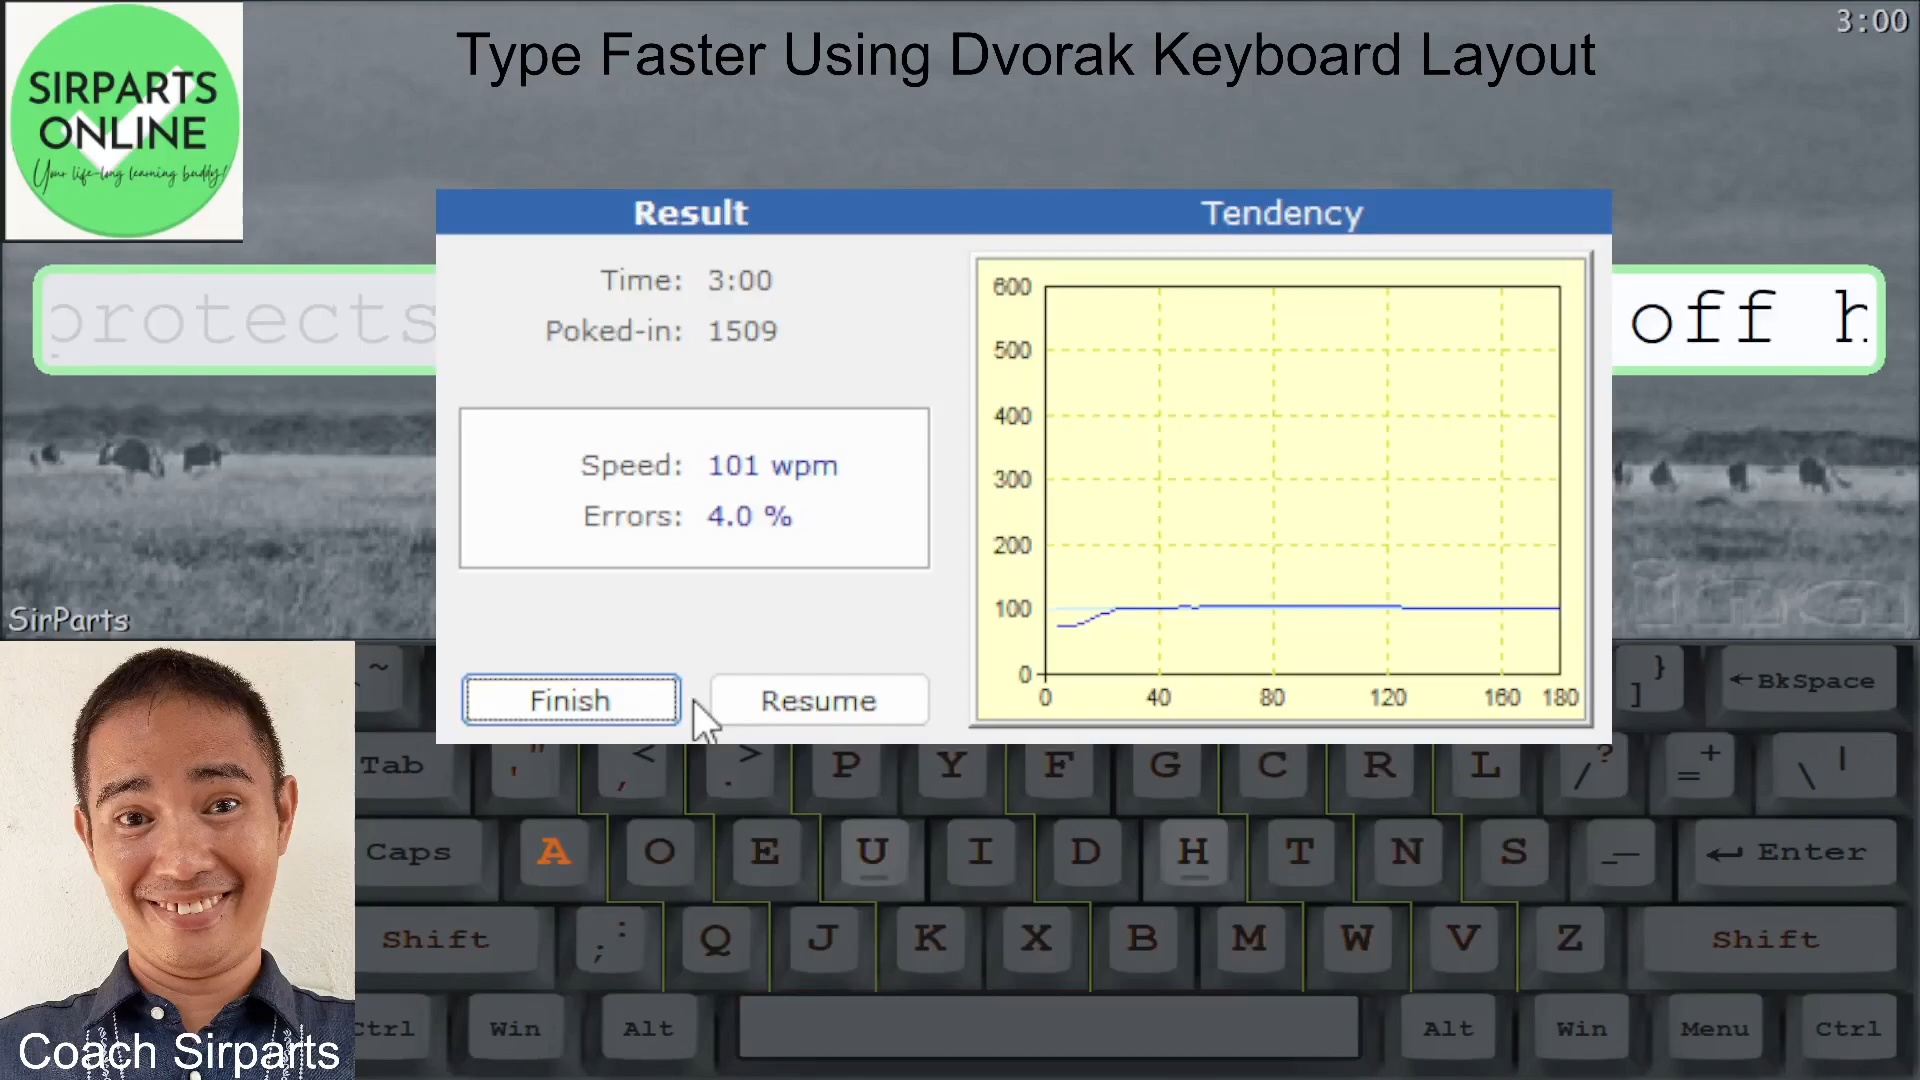 SIRPARTS
ONLINE
Your life-long learning buddy!
Type Faster Using Dvorak Keyboard Layout
3:00
Result
Tendency
Time: 3:00
Poked-in: 1509
Speed: 101 wpm
Errors: 4.0 %
Finish
Resume
600
500
400
300
200
100
0
0 40 80 120 160 180
protects
off h
SirParts
~ ] } ←BkSpace
Tab ' " , < . > P Y F G C R L / ? = + \ |
Caps A O E U I D H T N S - _ ↵ Enter
Shift ; : Q J K X B M W V Z Shift
Ctrl Win Alt Alt Win Menu Ctrl
Coach Sirparts